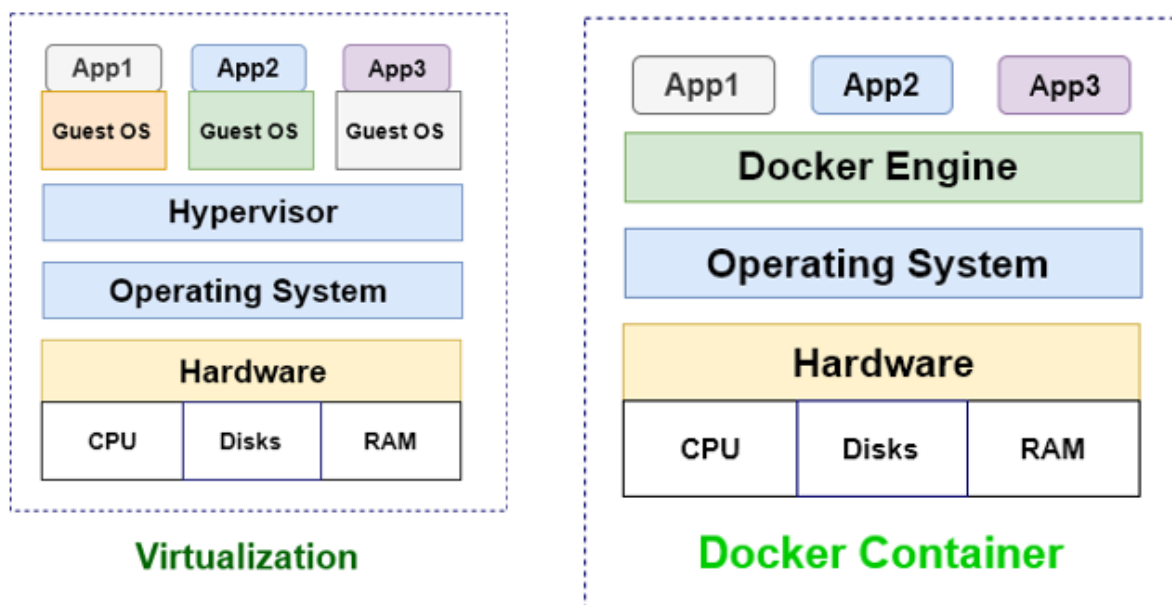 App1
App2
App3
Guest OS
Guest OS
Guest OS
Hypervisor
Operating System
Hardware
CPU
Disks
RAM
Virtualization
App1
App2
App3
Docker Engine
Operating System
Hardware
CPU
Disks
RAM
Docker Container